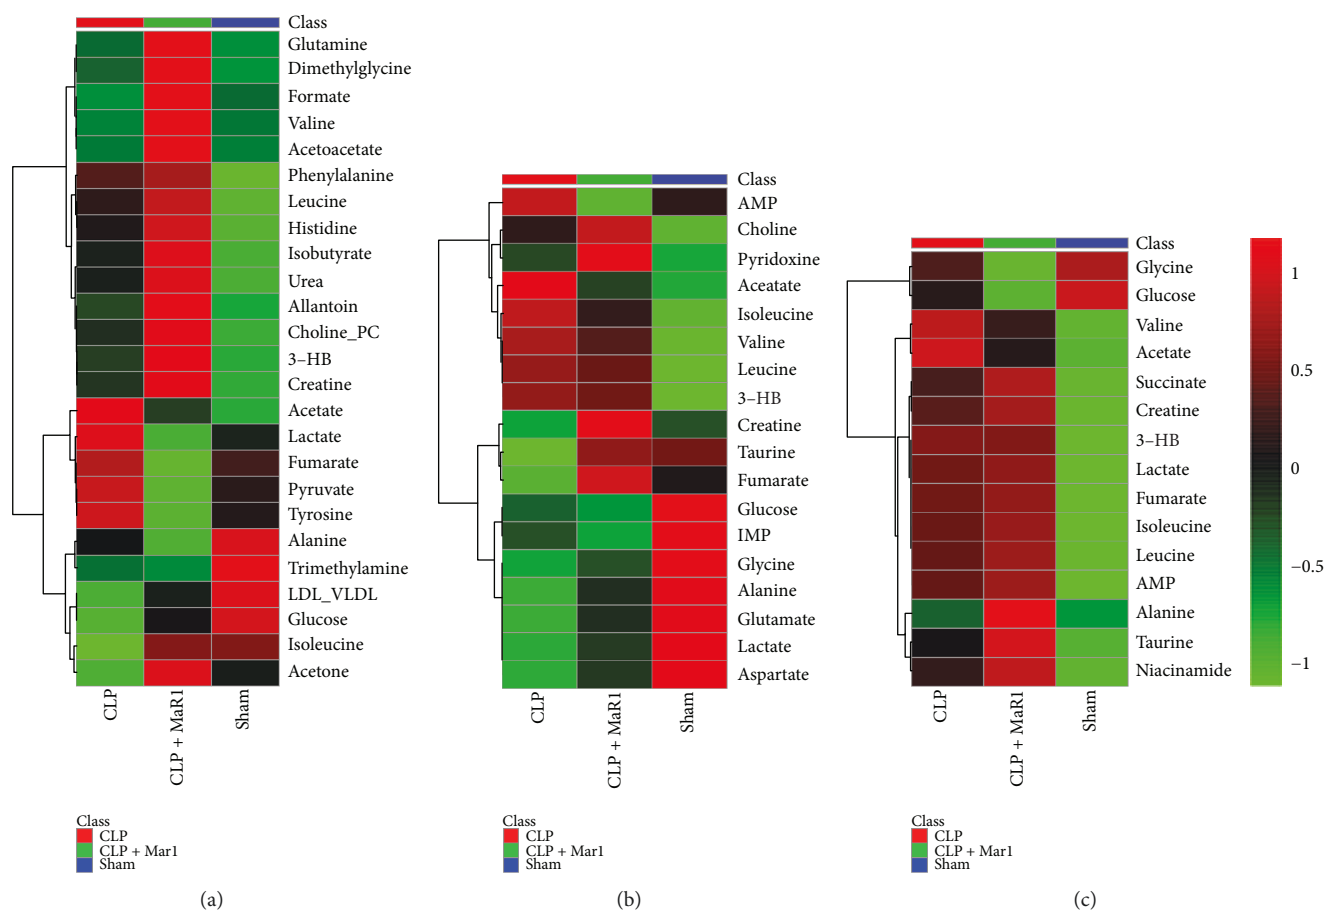 Class
Glutamine
Dimethylglycine
Formate
Valine
Acetoacetate
Phenylalanine
Leucine
Histidine
Isobutyrate
Urea
Allantoin
Choline_PC
3−HB
Creatine
Acetate
Lactate
Fumarate
Pyruvate
Tyrosine
Alanine
Trimethylamine
LDL_VLDL
Glucose
Isoleucine
Acetone
CLP
CLP + MaR1
Sham
Class
CLP
CLP + Mar1
Sham
(a)
Class
AMP
Choline
Pyridoxine
Aceatate
Isoleucine
Valine
Leucine
3−HB
Creatine
Taurine
Fumarate
Glucose
IMP
Glycine
Alanine
Glutamate
Lactate
Aspartate
CLP
CLP + MaR1
Sham
Class
CLP
CLP + Mar1
Sham
(b)
Class
Glycine
Glucose
Valine
Acetate
Succinate
Creatine
3−HB
Lactate
Fumarate
Isoleucine
Leucine
AMP
Alanine
Taurine
Niacinamide
CLP
CLP + MaR1
Sham
1
0.5
0
−0.5
−1
Class
CLP
CLP + Mar1
Sham
(c)